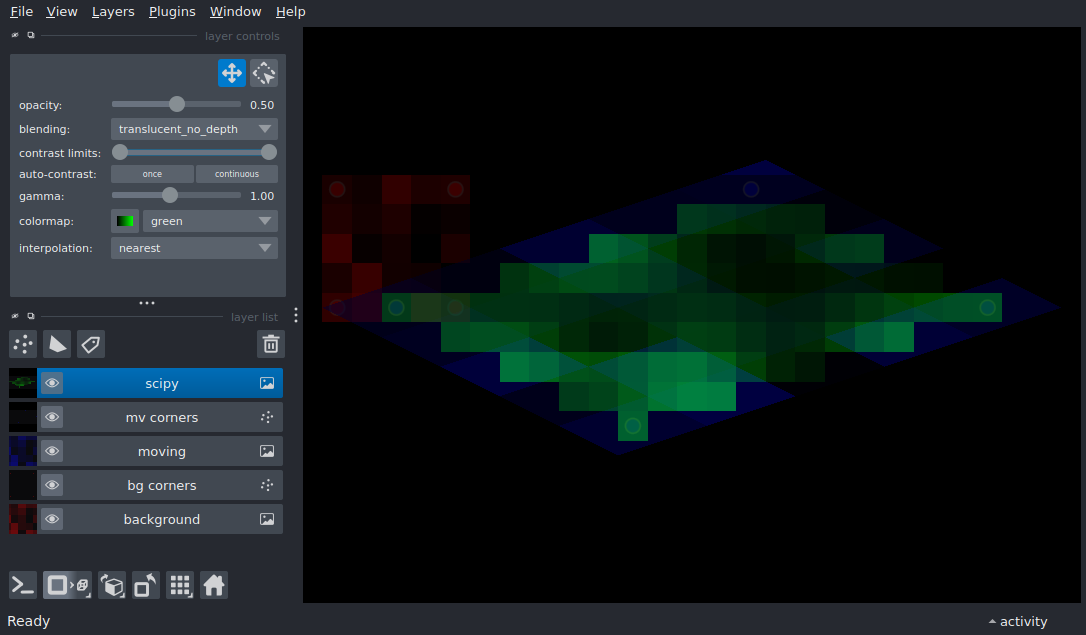 File View Layers Plugins Window Help
layer controls
opacity: 0.50
blending: translucent_no_depth
contrast limits:
auto-contrast: once continuous
gamma: 1.00
colormap: green
interpolation: nearest
layer list
scipy
mv corners
moving
bg corners
background
Ready activity